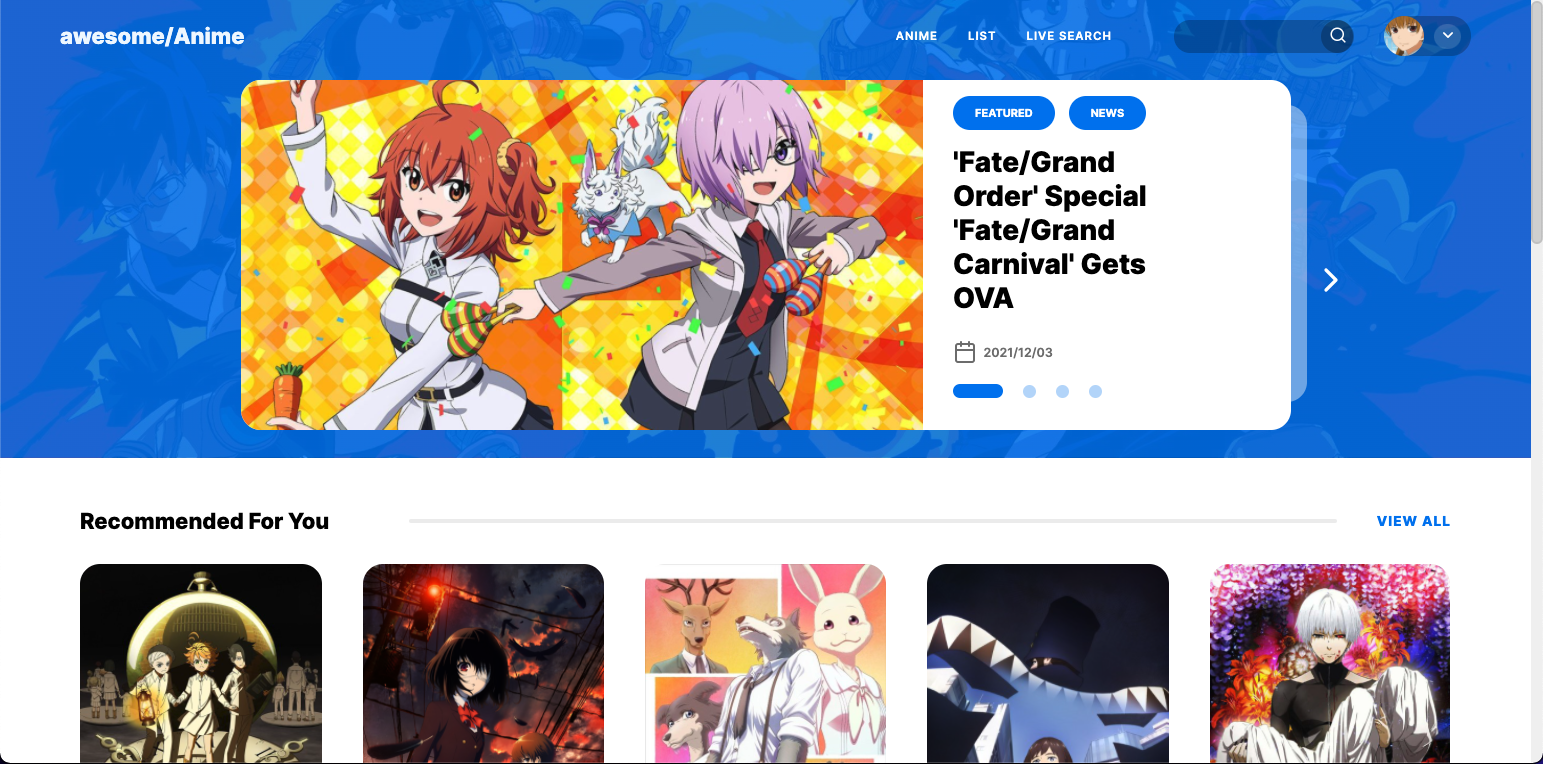 awesome/Anime
ANIME
LIST
LIVE SEARCH
FEATURED
NEWS
'Fate/Grand
Order' Special
'Fate/Grand
Carnival' Gets
OVA
2021/12/03
Recommended For You
VIEW ALL